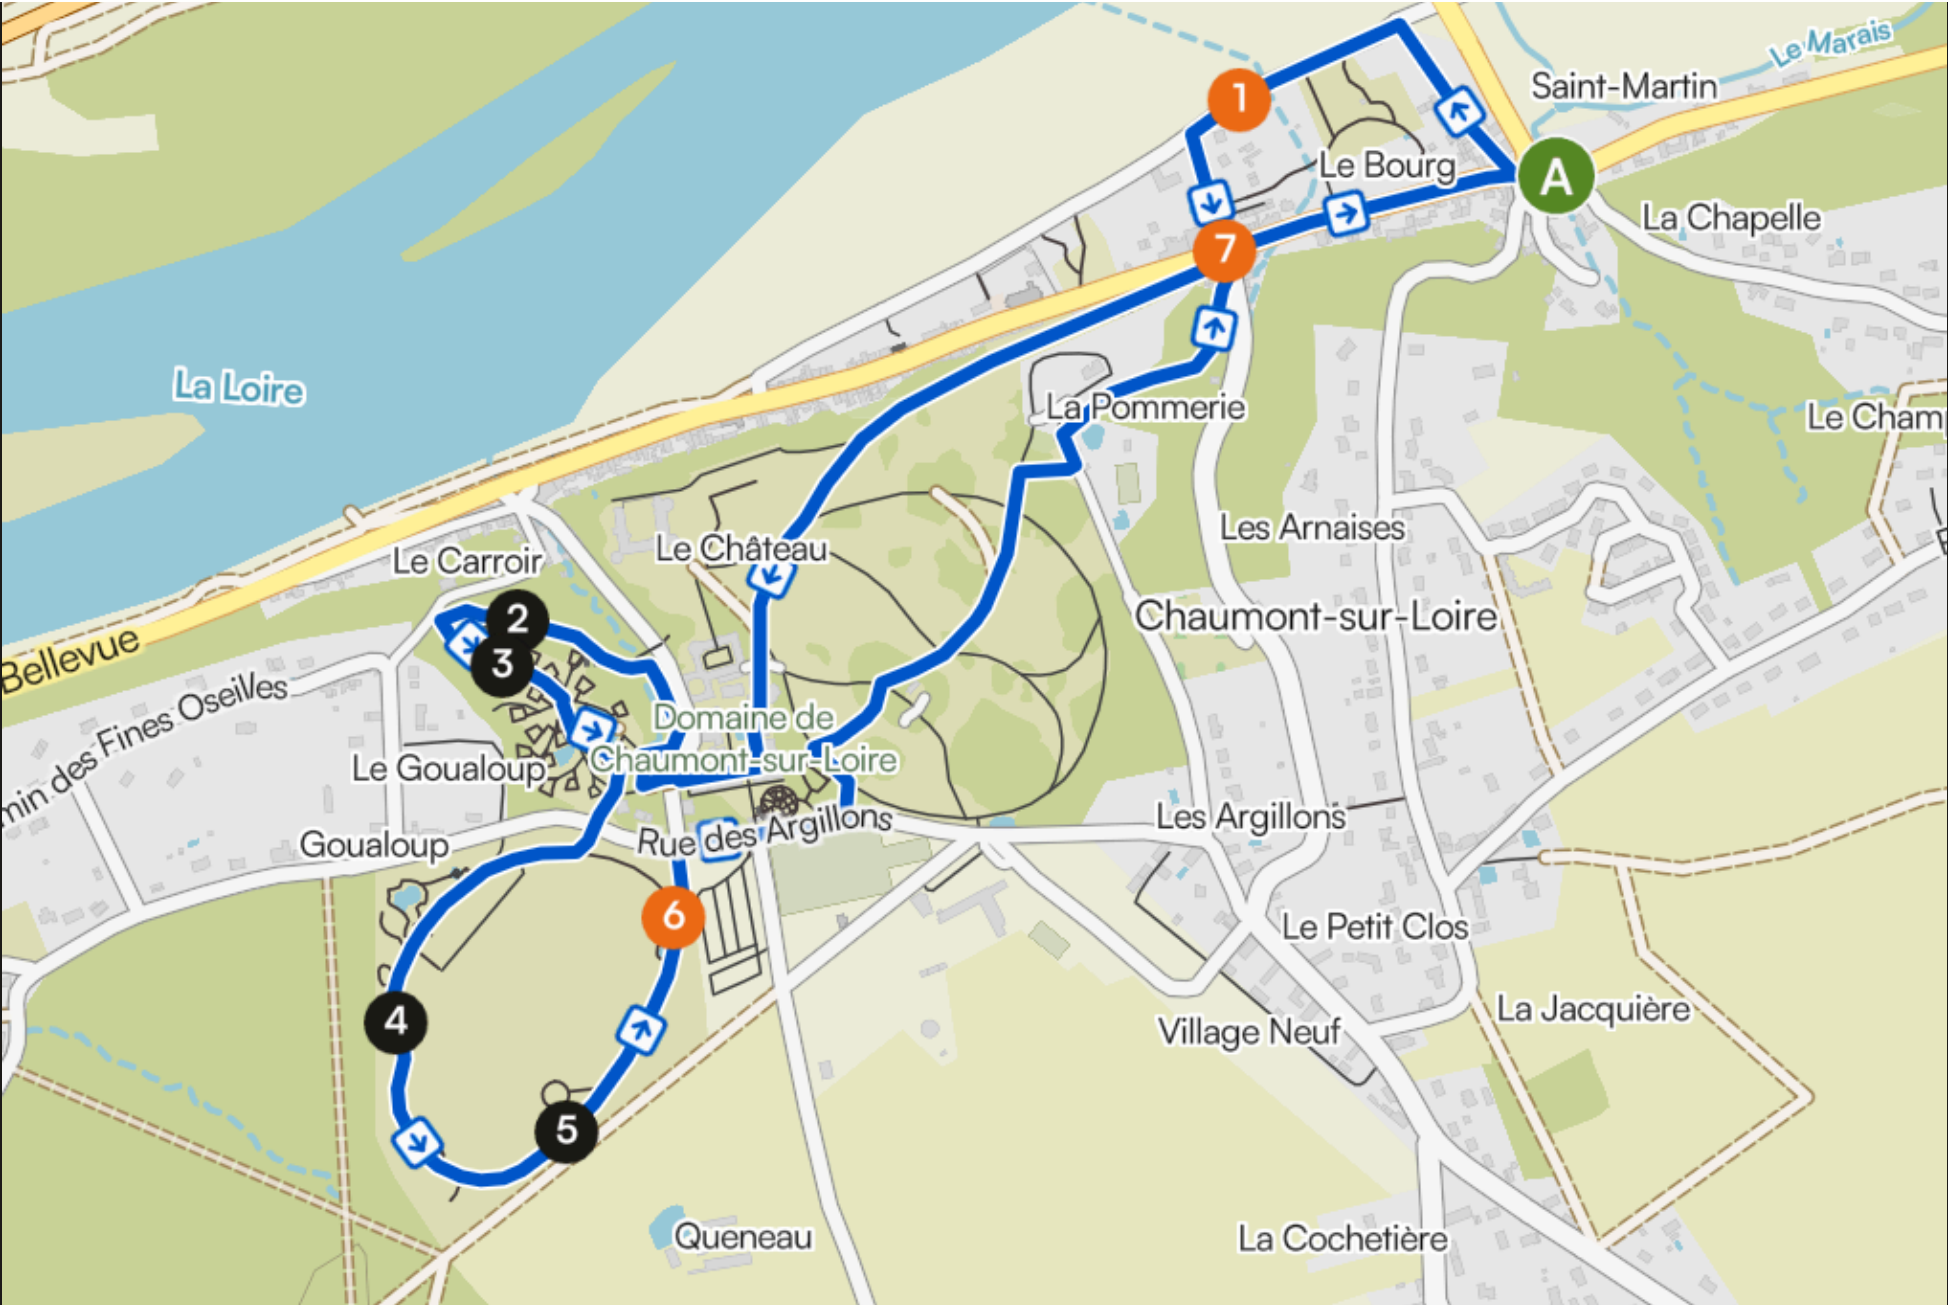 Le Marais
Saint-Martin
1
Le Bourg
A
La Chapelle
7
La Loire
La Pommerie
Le Cham
Les Arnaises
Le Château
Le Carroir
2
Chaumont-sur-Loire
Bellevue
3
min des Fines Oseilles
Domaine de
Chaumont-sur-Loire
Le Goualoup
Les Argillons
Rue des Argillons
Goualoup
6
Le Petit Clos
4
La Jacquière
Village Neuf
5
Queneau
La Cochetière